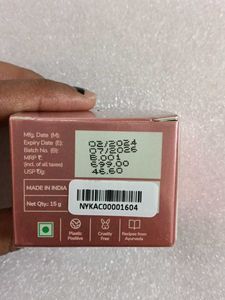 Mfg. Date (M): 02/2024
Expiry Date (E): 07/2026
Batch No. (B): B.001
MRP ₹: 699.00
(incl. of all taxes)
USP ₹/g: 46.60
MADE IN INDIA
Net Qty.: 15 g
NYKAC00001604
Plastic
Positive
Cruelty
Free
Recipes from
Ayurveda